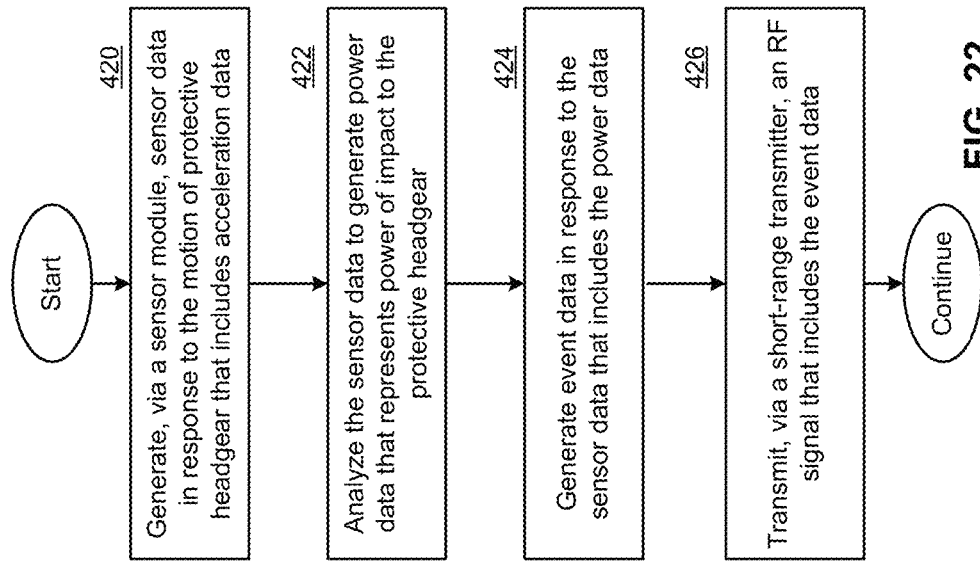 Start
420
Generate, via a sensor module, sensor data
in response to the motion of protective
headgear that includes acceleration data
422
Analyze the sensor data to generate power
data that represents power of impact to the
protective headgear
424
Generate event data in response to the
sensor data that includes the power data
426
Transmit, via a short-range transmitter, an RF
signal that includes the event data
Continue
FIG. 22